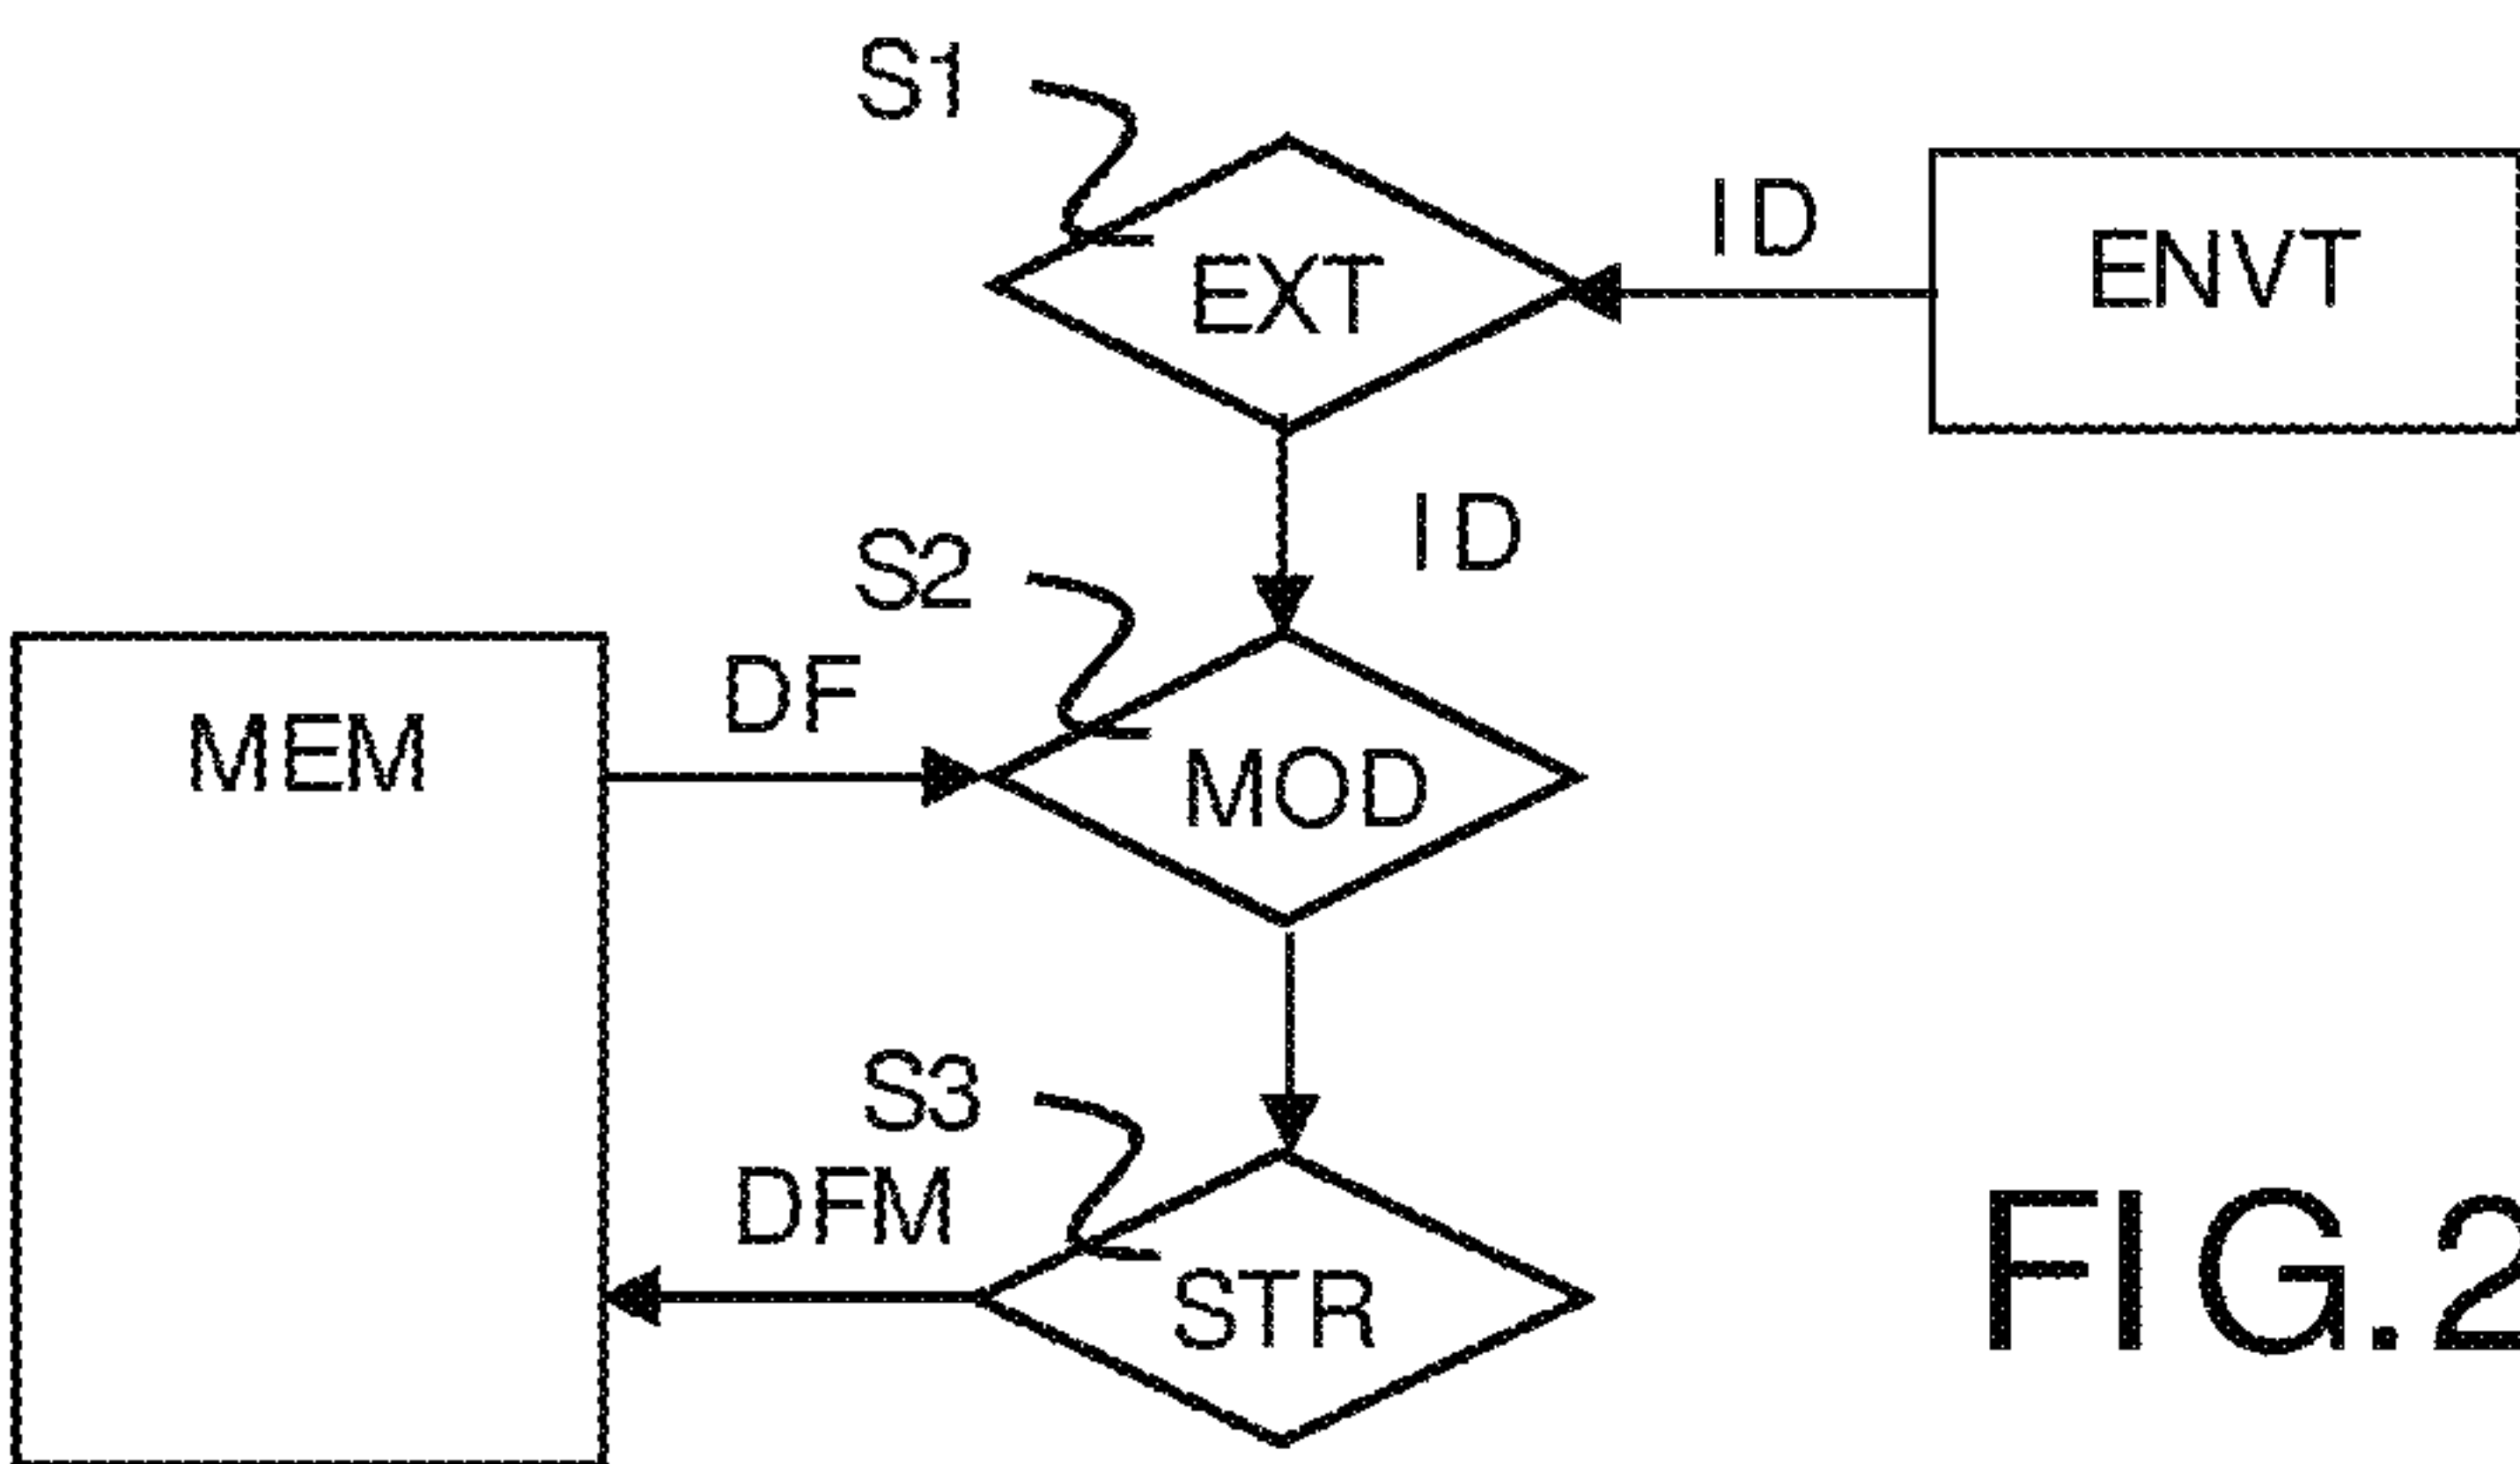 S1
ID
ENVT
EXT
ID
S2
DF
MEM
MOD
S3
DFM
STR
FIG.2